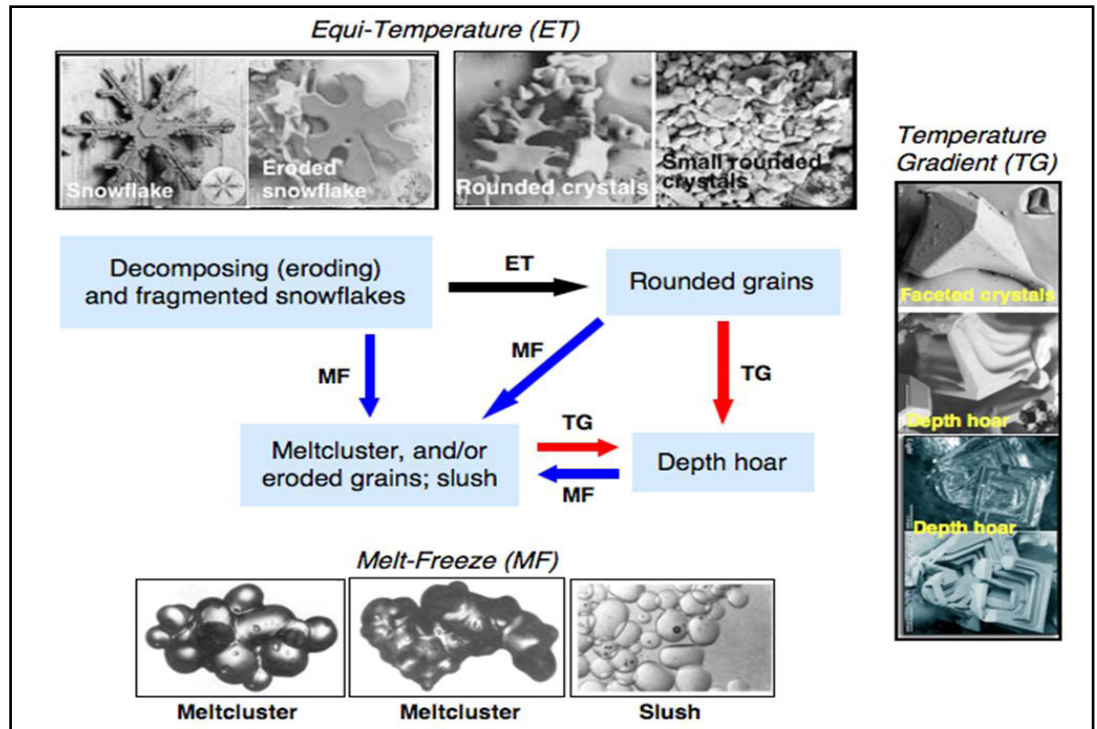 Equi-Temperature (ET)
Snowflake
Eroded
snowflake
Rounded crystals
Small rounded
crystals
Temperature
Gradient (TG)
Faceted crystals
Depth hoar
Depth hoar
Decomposing (eroding)
and fragmented snowflakes
ET
Rounded grains
MF
MF
TG
Meltcluster, and/or
eroded grains; slush
TG
MF
Depth hoar
Melt-Freeze (MF)
Meltcluster
Meltcluster
Slush